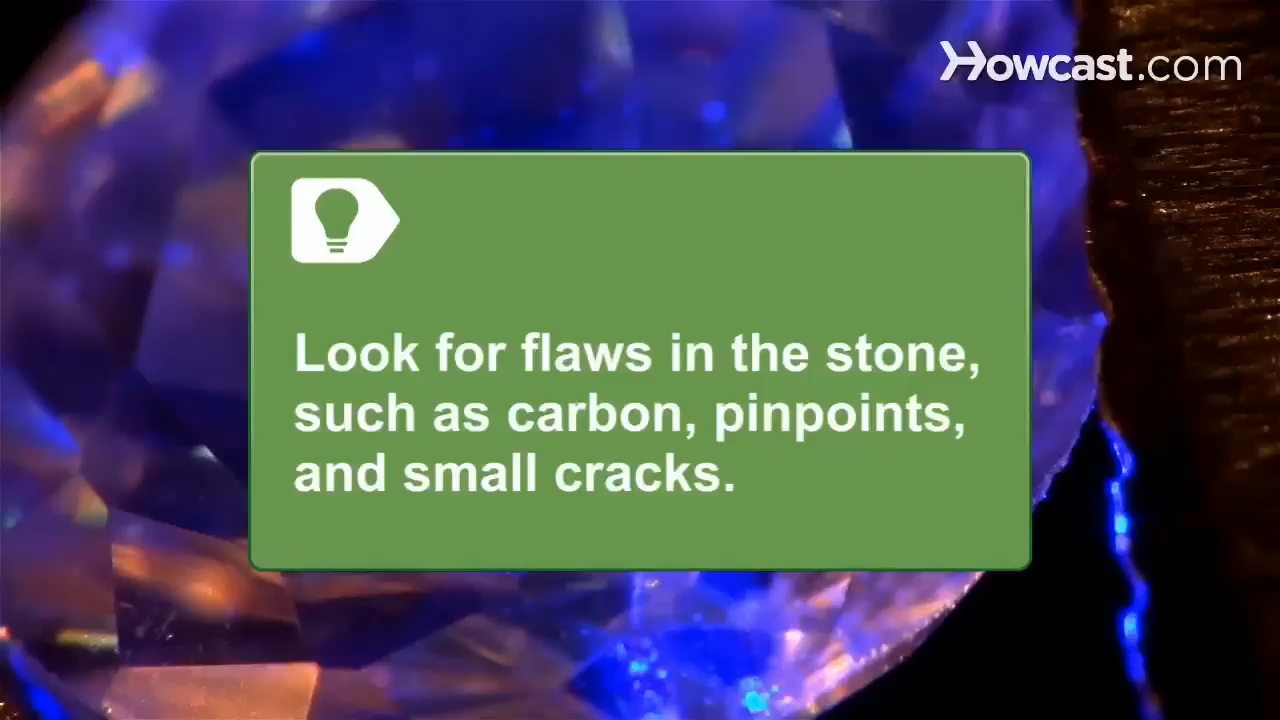 Howcast.com
Look for flaws in the stone,
such as carbon, pinpoints,
and small cracks.